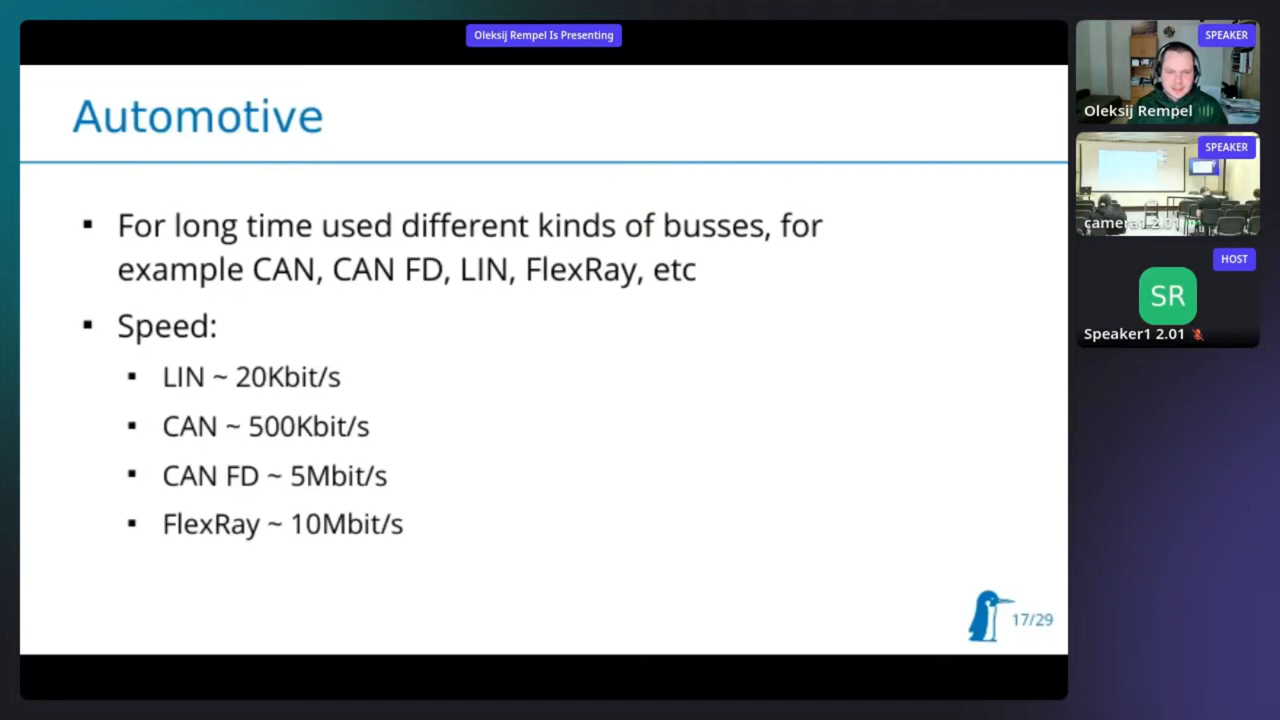 Oleksij Rempel Is Presenting
Automotive
▪ For long time used different kinds of busses, for
example CAN, CAN FD, LIN, FlexRay, etc
▪ Speed:
▪ LIN ~ 20Kbit/s
▪ CAN ~ 500Kbit/s
▪ CAN FD ~ 5Mbit/s
▪ FlexRay ~ 10Mbit/s
17/29
SPEAKER
Oleksij Rempel
SPEAKER
camera1 2.01
HOST
SR
Speaker1 2.01